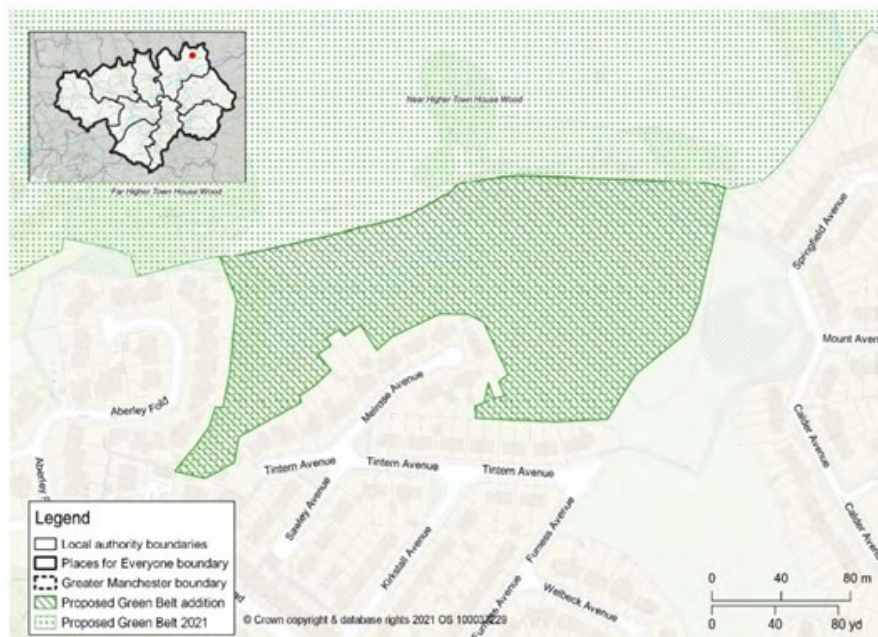 Near Higher Town House Wood
Far Higher Town House Wood
Springfield Avenue
Mount Aven
Aberley Fold
Melrose Avenue
Calder Avenue
Tintern Avenue
Tintern Avenue
Tintern Avenue
Sawley Avenue
Kirkstall Avenue
Furness Avenue
Furness Avenue
Welbeck Avenue
Calder Aven
Legend
Local authority boundaries
Places for Everyone boundary
Greater Manchester boundary
Proposed Green Belt addition
Proposed Green Belt 2021
© Crown copyright & database rights 2021 OS
0 40 80 m
0 40 80 yd